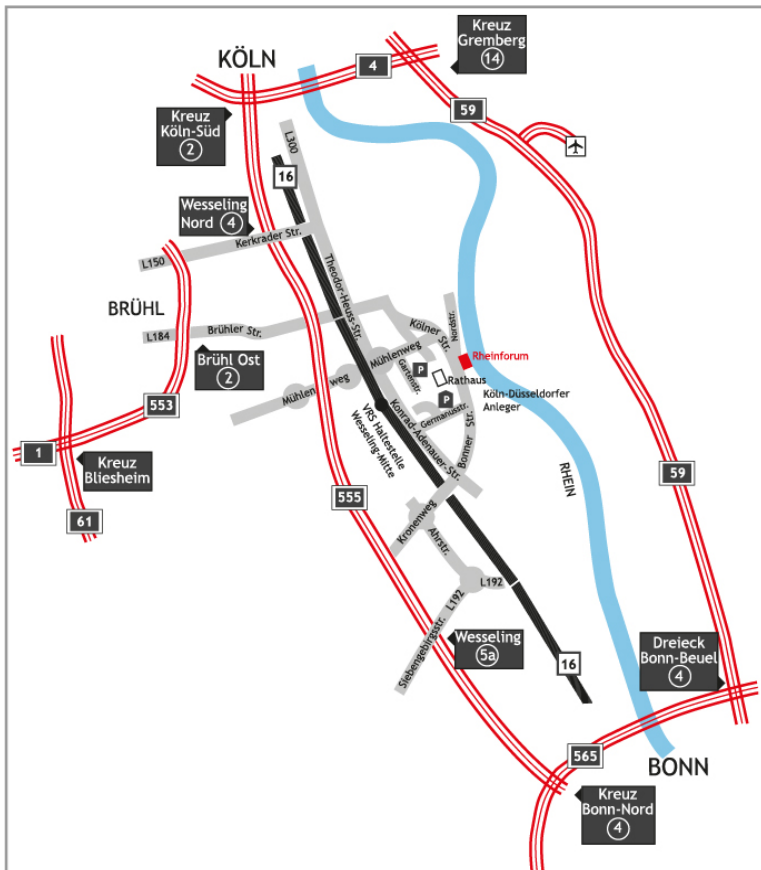 Kreuz
Gremberg
14
KÖLN
4
59
Kreuz
Köln-Süd
2
L300
16
Wesseling
Nord 4
Kerkrader Str.
L150
Theodor-Heuss-Str.
BRÜHL
L184
Brühler Str.
Kölner Str.
Nordstr.
Brühl Ost
2
Mühlenweg
Mühlenweg
Gartenstr.
P
Rheinforum
Rathaus
P
Köln-Düsseldorfer
Anleger
553
1
Kreuz
Bliesheim
61
VRS Haltestelle
Wesseling-Mitte
Konrad-Adenauer-Str.
Germanusstr.
Bonner Str.
RHEIN
59
555
Kronenweg
Ahrstr.
L192
L192
Siebengebirgsstr.
Wesseling
5a
16
Dreieck
Bonn-Beuel
4
565
BONN
Kreuz
Bonn-Nord
4